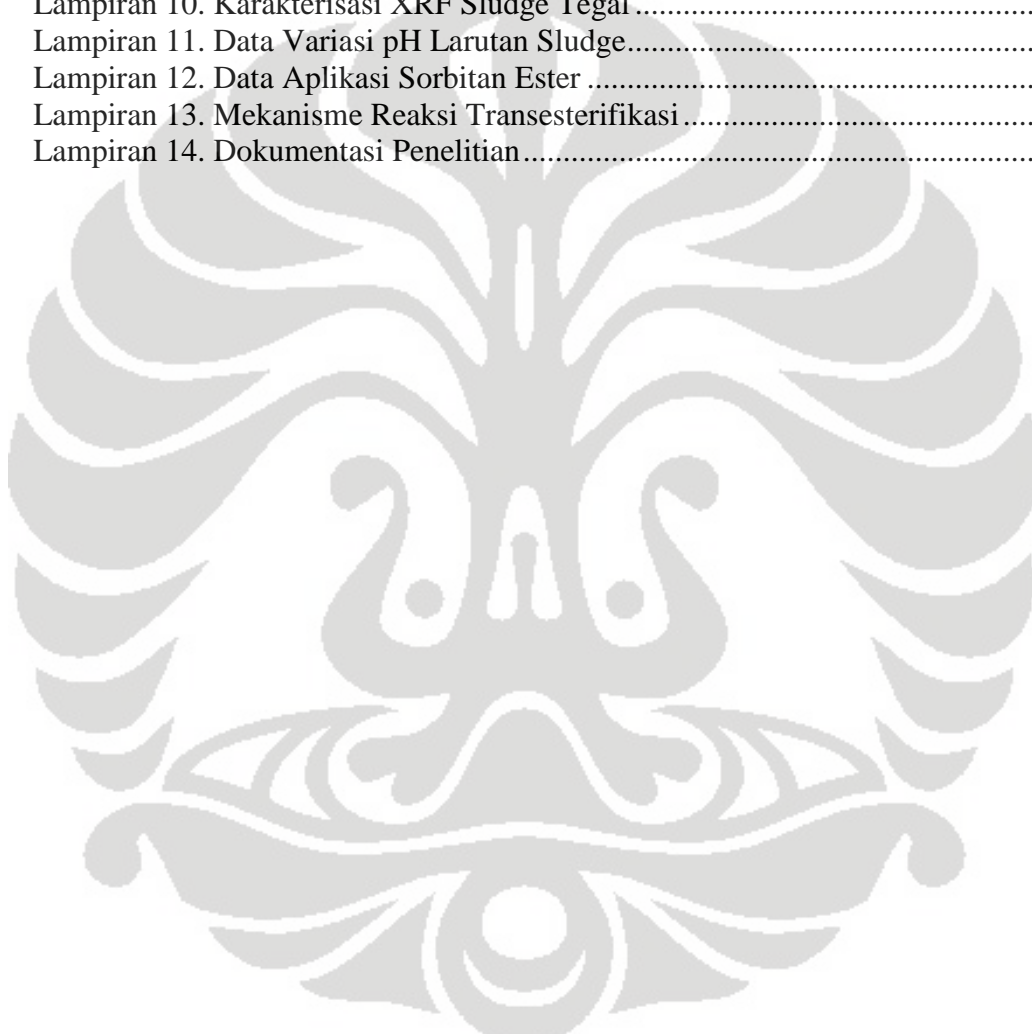 Lampiran 10. Karakterisasi XRF Sludge Tegal..........................................................
Lampiran 11. Data Variasi pH Larutan Sludge..........................................................
Lampiran 12. Data Aplikasi Sorbitan Ester ..........................................................
Lampiran 13. Mekanisme Reaksi Transesterifikasi..........................................................
Lampiran 14. Dokumentasi Penelitian..........................................................